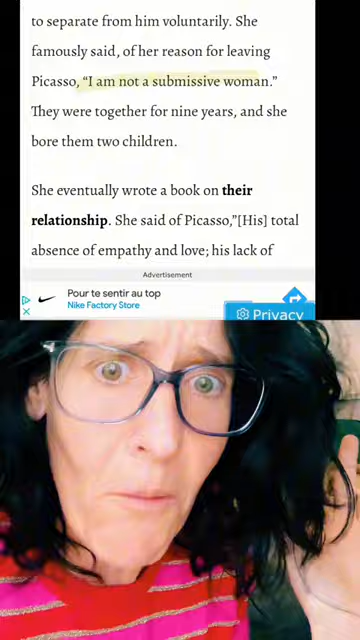 to separate from him voluntarily. She
famously said, of her reason for leaving
Picasso, “I am not a submissive woman.”
They were together for nine years, and she
bore them two children.
She eventually wrote a book on their
relationship. She said of Picasso,”[His] total
absence of empathy and love; his lack of
Advertisement
Pour te sentir au top
Nike Factory Store
Privacy